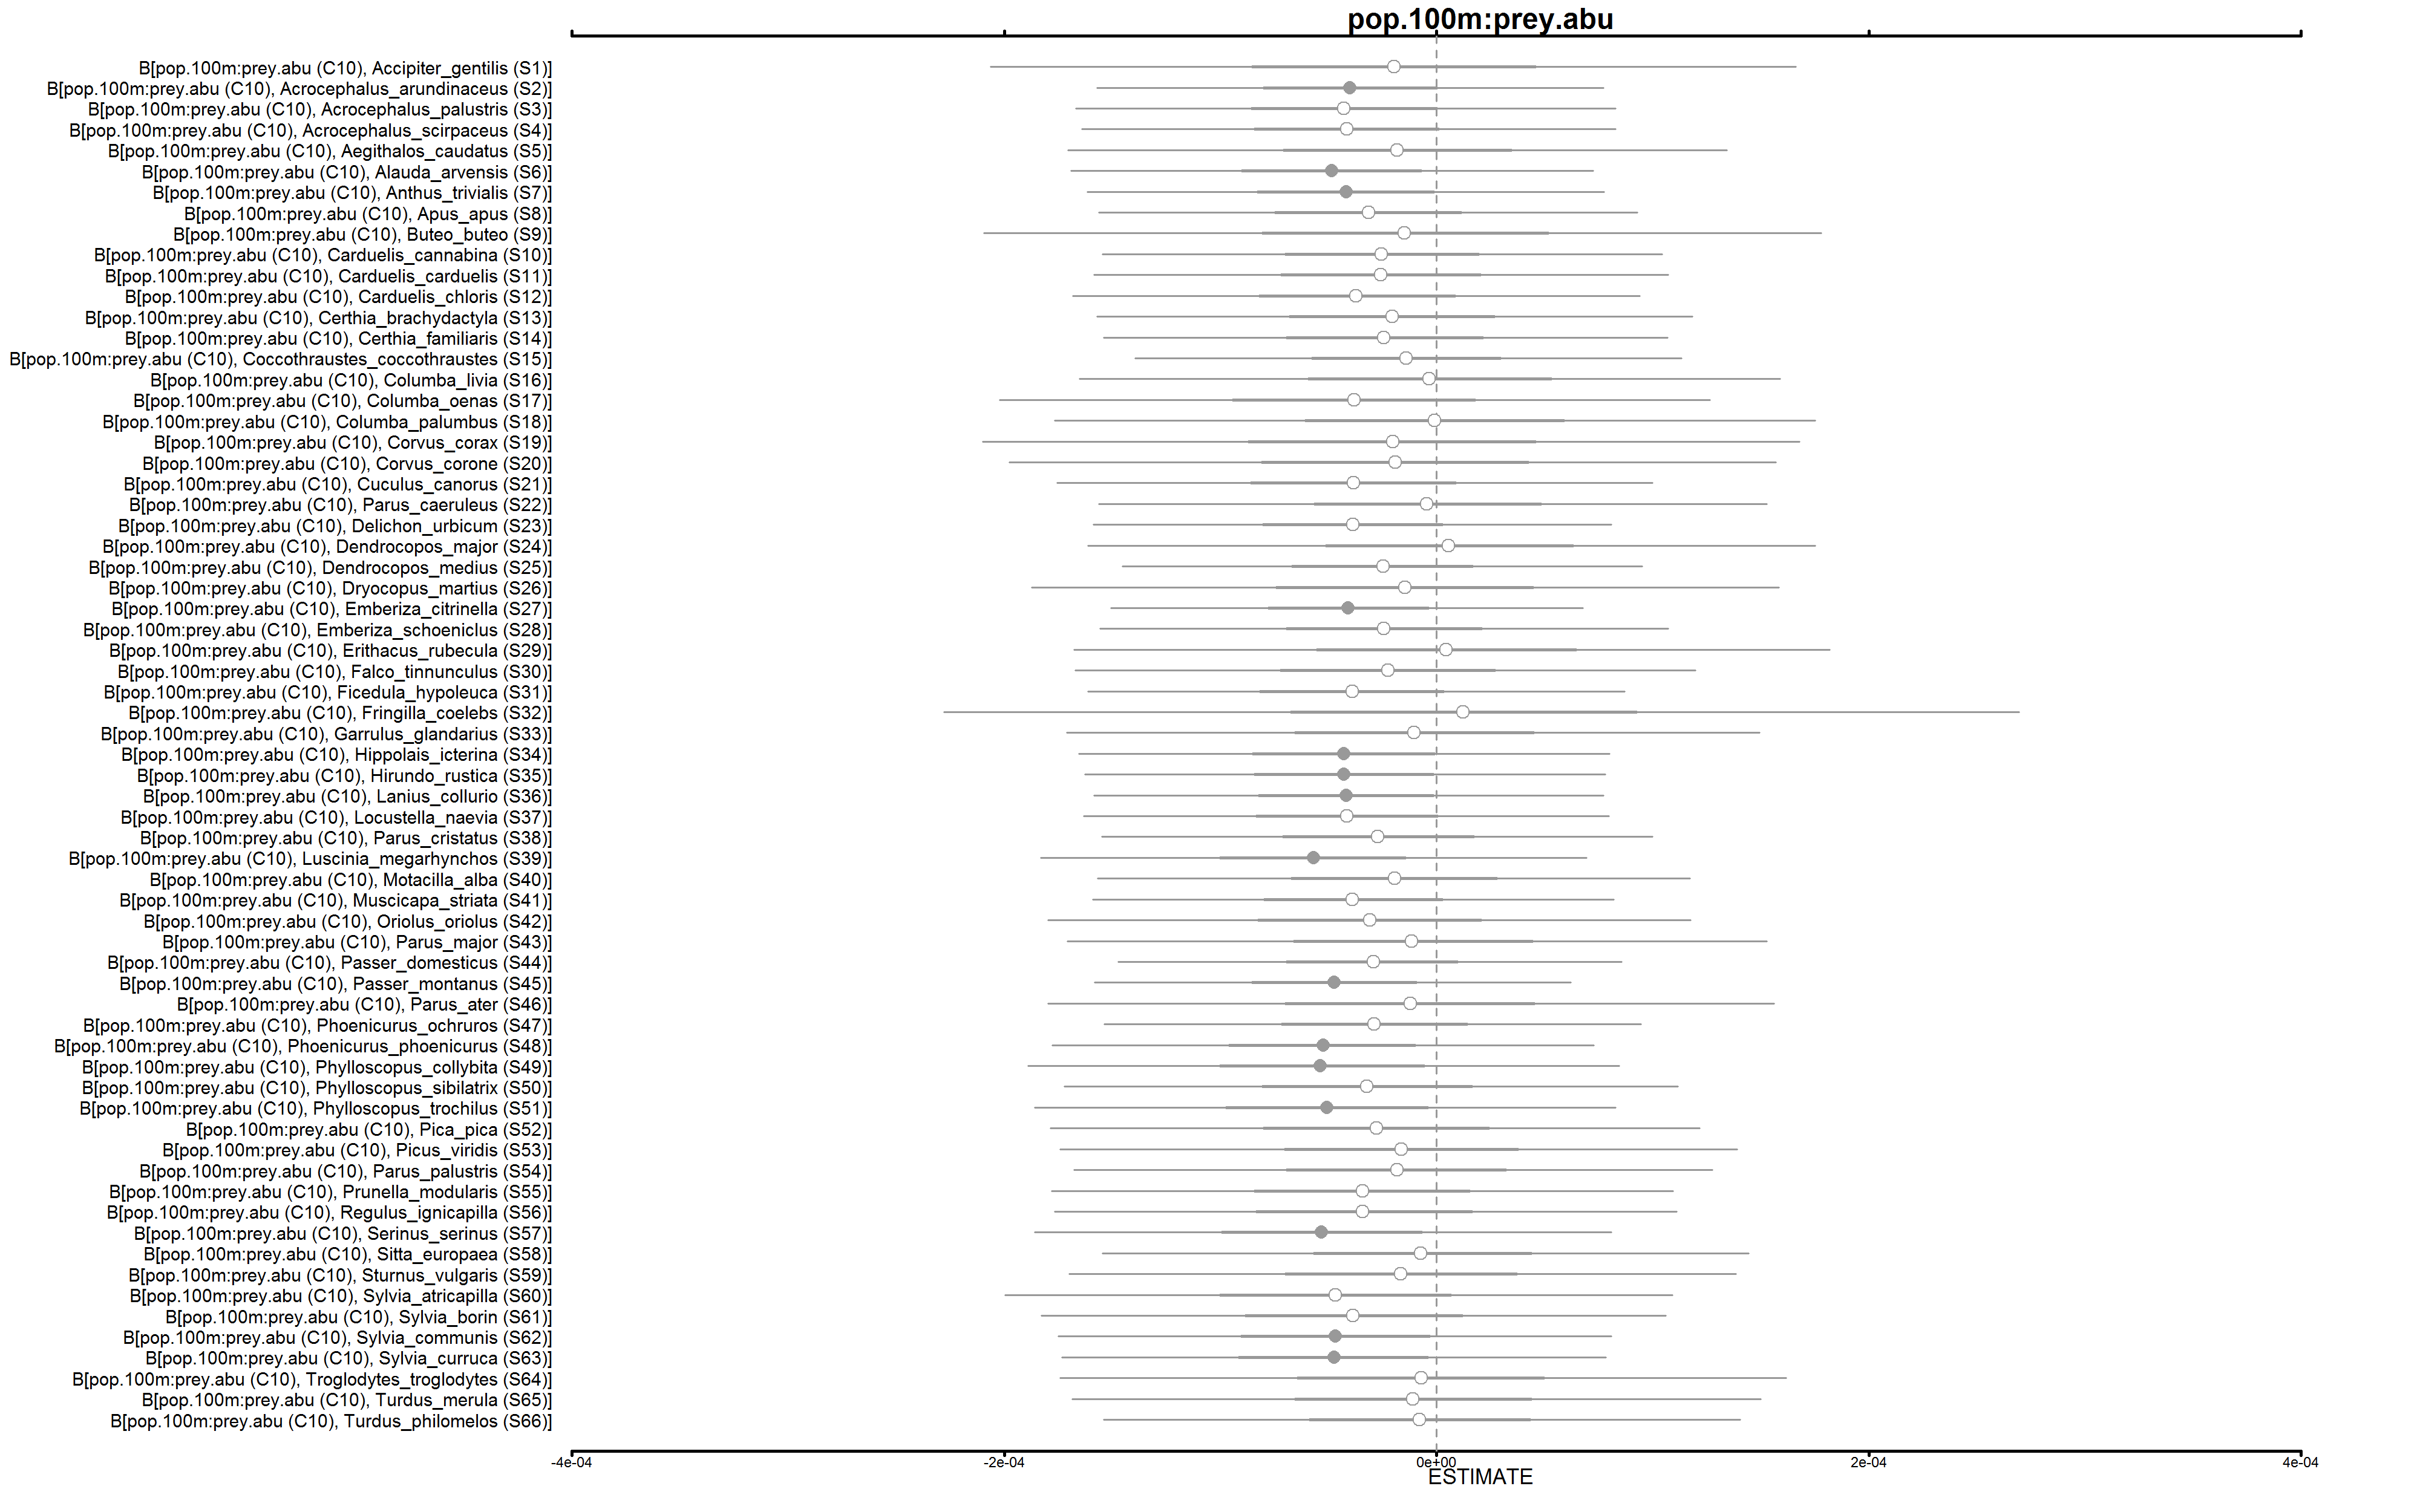 pop.100m:prey.abu
B[pop.100m:prey.abu (C10), Accipiter_gentilis (S1)]
B[pop.100m:prey.abu (C10), Acrocephalus_arundinaceus (S2)]
B[pop.100m:prey.abu (C10), Acrocephalus_palustris (S3)]
B[pop.100m:prey.abu (C10), Acrocephalus_scirpaceus (S4)]
B[pop.100m:prey.abu (C10), Aegithalos_caudatus (S5)]
B[pop.100m:prey.abu (C10), Alauda_arvensis (S6)]
B[pop.100m:prey.abu (C10), Anthus_trivialis (S7)]
B[pop.100m:prey.abu (C10), Apus_apus (S8)]
B[pop.100m:prey.abu (C10), Buteo_buteo (S9)]
B[pop.100m:prey.abu (C10), Carduelis_cannabina (S10)]
B[pop.100m:prey.abu (C10), Carduelis_carduelis (S11)]
B[pop.100m:prey.abu (C10), Carduelis_chloris (S12)]
B[pop.100m:prey.abu (C10), Certhia_brachydactyla (S13)]
B[pop.100m:prey.abu (C10), Certhia_familiaris (S14)]
B[pop.100m:prey.abu (C10), Coccothraustes_coccothraustes (S15)]
B[pop.100m:prey.abu (C10), Columba_livia (S16)]
B[pop.100m:prey.abu (C10), Columba_oenas (S17)]
B[pop.100m:prey.abu (C10), Columba_palumbus (S18)]
B[pop.100m:prey.abu (C10), Corvus_corax (S19)]
B[pop.100m:prey.abu (C10), Corvus_corone (S20)]
B[pop.100m:prey.abu (C10), Cuculus_canorus (S21)]
B[pop.100m:prey.abu (C10), Parus_caeruleus (S22)]
B[pop.100m:prey.abu (C10), Delichon_urbicum (S23)]
B[pop.100m:prey.abu (C10), Dendrocopos_major (S24)]
B[pop.100m:prey.abu (C10), Dendrocopos_medius (S25)]
B[pop.100m:prey.abu (C10), Dryocopus_martius (S26)]
B[pop.100m:prey.abu (C10), Emberiza_citrinella (S27)]
B[pop.100m:prey.abu (C10), Emberiza_schoeniclus (S28)]
B[pop.100m:prey.abu (C10), Erithacus_rubecula (S29)]
B[pop.100m:prey.abu (C10), Falco_tinnunculus (S30)]
B[pop.100m:prey.abu (C10), Ficedula_hypoleuca (S31)]
B[pop.100m:prey.abu (C10), Fringilla_coelebs (S32)]
B[pop.100m:prey.abu (C10), Garrulus_glandarius (S33)]
B[pop.100m:prey.abu (C10), Hippolais_icterina (S34)]
B[pop.100m:prey.abu (C10), Hirundo_rustica (S35)]
B[pop.100m:prey.abu (C10), Lanius_collurio (S36)]
B[pop.100m:prey.abu (C10), Locustella_naevia (S37)]
B[pop.100m:prey.abu (C10), Parus_cristatus (S38)]
B[pop.100m:prey.abu (C10), Luscinia_megarhynchos (S39)]
B[pop.100m:prey.abu (C10), Motacilla_alba (S40)]
B[pop.100m:prey.abu (C10), Muscicapa_striata (S41)]
B[pop.100m:prey.abu (C10), Oriolus_oriolus (S42)]
B[pop.100m:prey.abu (C10), Parus_major (S43)]
B[pop.100m:prey.abu (C10), Passer_domesticus (S44)]
B[pop.100m:prey.abu (C10), Passer_montanus (S45)]
B[pop.100m:prey.abu (C10), Parus_ater (S46)]
B[pop.100m:prey.abu (C10), Phoenicurus_ochruros (S47)]
B[pop.100m:prey.abu (C10), Phoenicurus_phoenicurus (S48)]
B[pop.100m:prey.abu (C10), Phylloscopus_collybita (S49)]
B[pop.100m:prey.abu (C10), Phylloscopus_sibilatrix (S50)]
B[pop.100m:prey.abu (C10), Phylloscopus_trochilus (S51)]
B[pop.100m:prey.abu (C10), Pica_pica (S52)]
B[pop.100m:prey.abu (C10), Picus_viridis (S53)]
B[pop.100m:prey.abu (C10), Parus_palustris (S54)]
B[pop.100m:prey.abu (C10), Prunella_modularis (S55)]
B[pop.100m:prey.abu (C10), Regulus_ignicapilla (S56)]
B[pop.100m:prey.abu (C10), Serinus_serinus (S57)]
B[pop.100m:prey.abu (C10), Sitta_europaea (S58)]
B[pop.100m:prey.abu (C10), Sturnus_vulgaris (S59)]
B[pop.100m:prey.abu (C10), Sylvia_atricapilla (S60)]
B[pop.100m:prey.abu (C10), Sylvia_borin (S61)]
B[pop.100m:prey.abu (C10), Sylvia_communis (S62)]
B[pop.100m:prey.abu (C10), Sylvia_curruca (S63)]
B[pop.100m:prey.abu (C10), Troglodytes_troglodytes (S64)]
B[pop.100m:prey.abu (C10), Turdus_merula (S65)]
B[pop.100m:prey.abu (C10), Turdus_philomelos (S66)]
-4e-04 -2e-04 0e+00 2e-04 4e-04
ESTIMATE